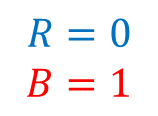 R = 0
B = 1